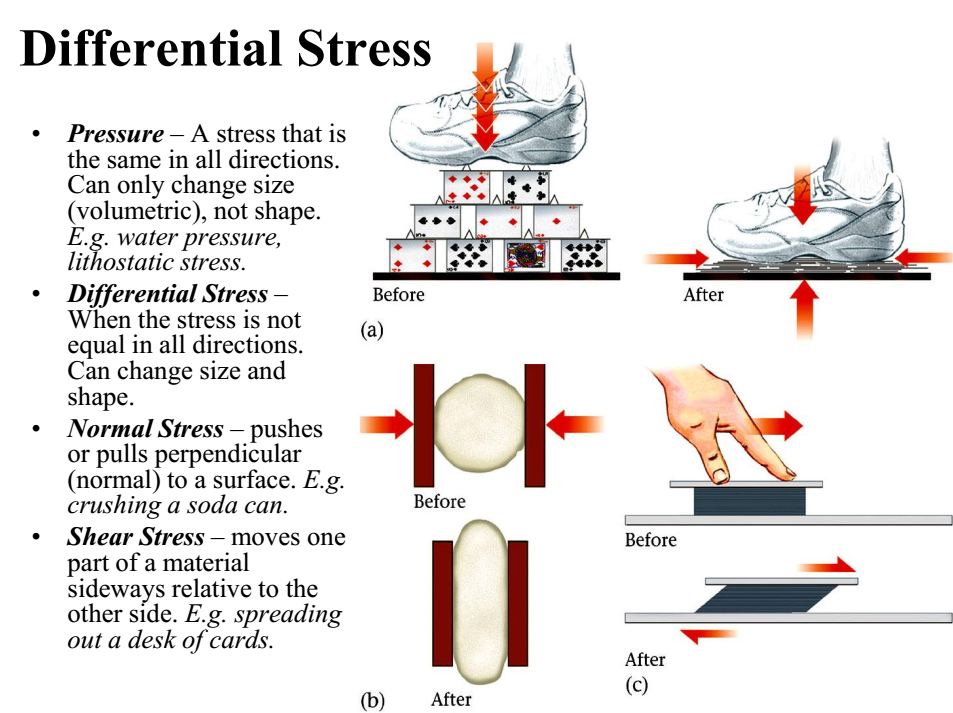 Differential Stress
• Pressure – A stress that is
the same in all directions.
Can only change size
(volumetric), not shape.
E.g. water pressure,
lithostatic stress.
• Differential Stress –
When the stress is not
equal in all directions.
Can change size and
shape.
• Normal Stress – pushes
or pulls perpendicular
(normal) to a surface. E.g.
crushing a soda can.
• Shear Stress – moves one
part of a material
sideways relative to the
other side. E.g. spreading
out a desk of cards.
Before
After
(a)
Before
After
(b)
Before
After
(c)